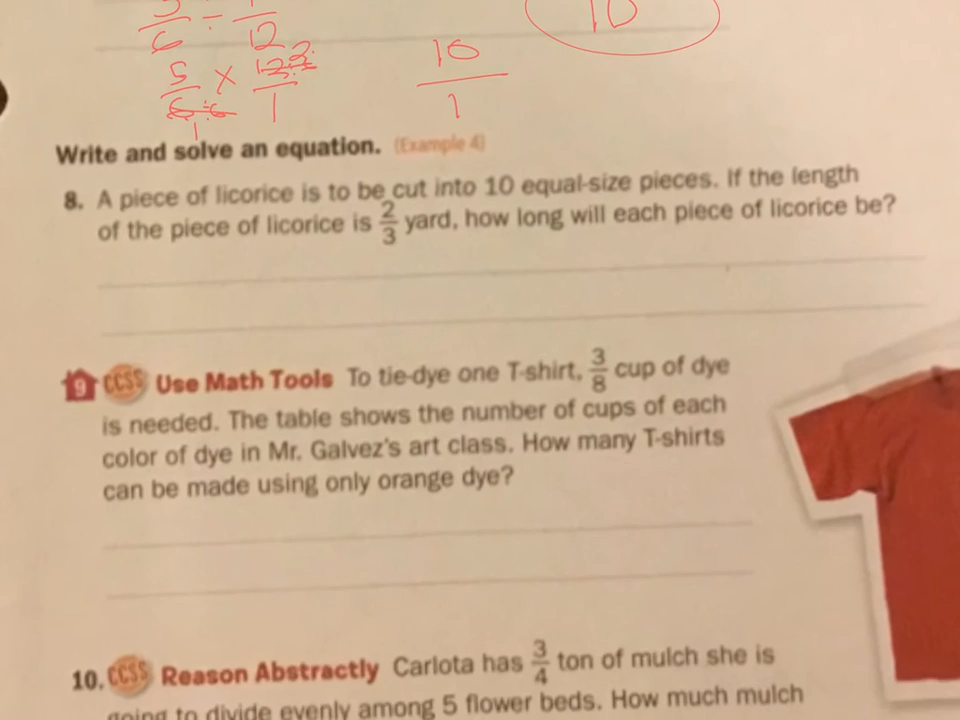 5/6 ÷ 1/12
5/6 ÷6 × 12 2/1 10/1 10
1
Write and solve an equation. (Example 4)
8. A piece of licorice is to be cut into 10 equal-size pieces. If the length
of the piece of licorice is 2/3 yard, how long will each piece of licorice be?
9 CCSS Use Math Tools To tie-dye one T-shirt, 3/8 cup of dye
is needed. The table shows the number of cups of each
color of dye in Mr. Galvez's art class. How many T-shirts
can be made using only orange dye?
10. CCSS Reason Abstractly Carlota has 3/4 ton of mulch she is
going to divide evenly among 5 flower beds. How much mulch